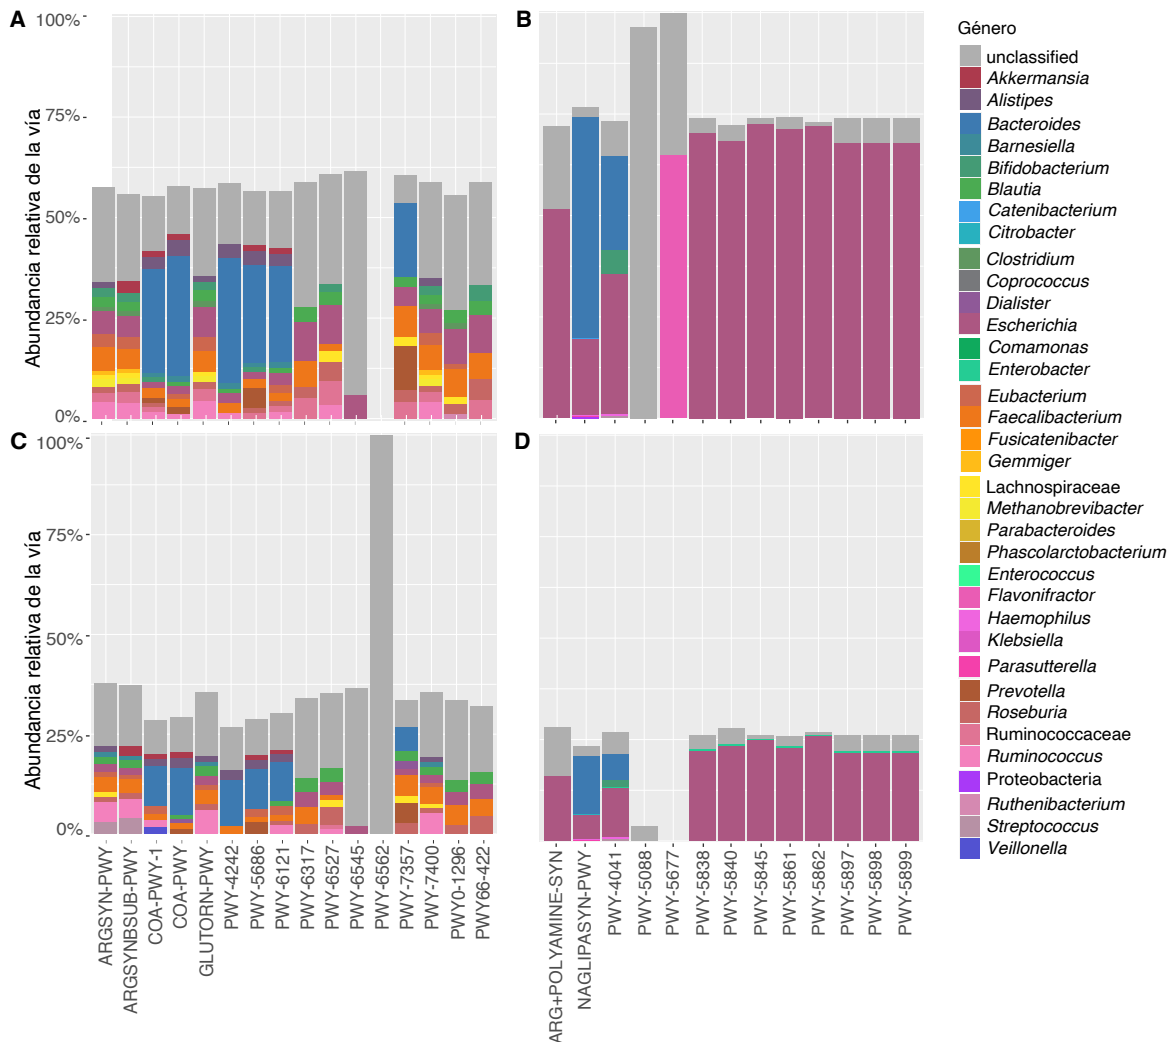 A
100%
75%
50%
25%
0%
Abundancia relativa de la vía
B
C
100%
75%
50%
25%
0%
Abundancia relativa de la vía
D
ARGSYN-PWY
ARGSYNBSUB-PWY
COA-PWY-1
COA-PWY
GLUTORN-PWY
PWY-4242
PWY-5686
PWY-6121
PWY-6317
PWY-6527
PWY-6545
PWY-6562
PWY-7357
PWY-7400
PWY0-1296
PWY66-422
ARG+POLYAMINE-SYN
NAGLIPASYN-PWY
PWY-4041
PWY-5088
PWY-5677
PWY-5838
PWY-5840
PWY-5845
PWY-5861
PWY-5862
PWY-5897
PWY-5898
PWY-5899
Género
unclassified
Akkermansia
Alistipes
Bacteroides
Barnesiella
Bifidobacterium
Blautia
Catenibacterium
Citrobacter
Clostridium
Coprococcus
Dialister
Escherichia
Comamonas
Enterobacter
Eubacterium
Faecalibacterium
Fusicatenibacter
Gemmiger
Lachnospiraceae
Methanobrevibacter
Parabacteroides
Phascolarctobacterium
Enterococcus
Flavonifractor
Haemophilus
Klebsiella
Parasutterella
Prevotella
Roseburia
Ruminococcaceae
Ruminococcus
Proteobacteria
Ruthenibacterium
Streptococcus
Veillonella